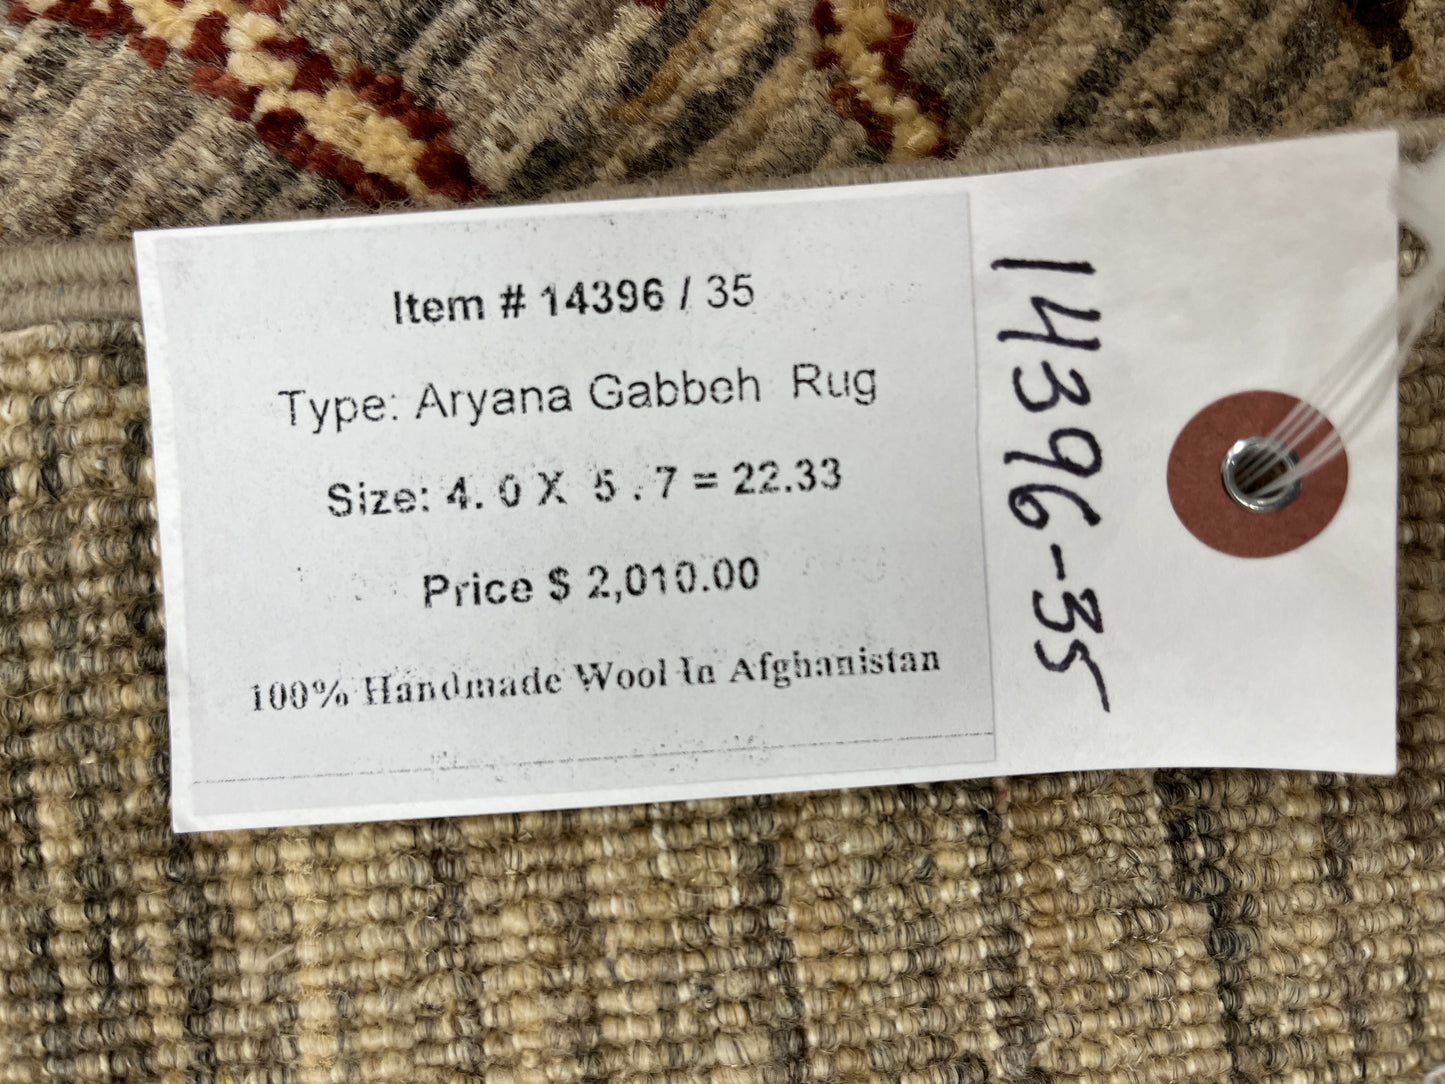 Item # 14396 / 35
Type: Aryana Gabbeh Rug
Size: 4. 0 X 5 . 7 = 22.33
Price $ 2,010.00
100% Handmade Wool In Afghanistan
14396-35